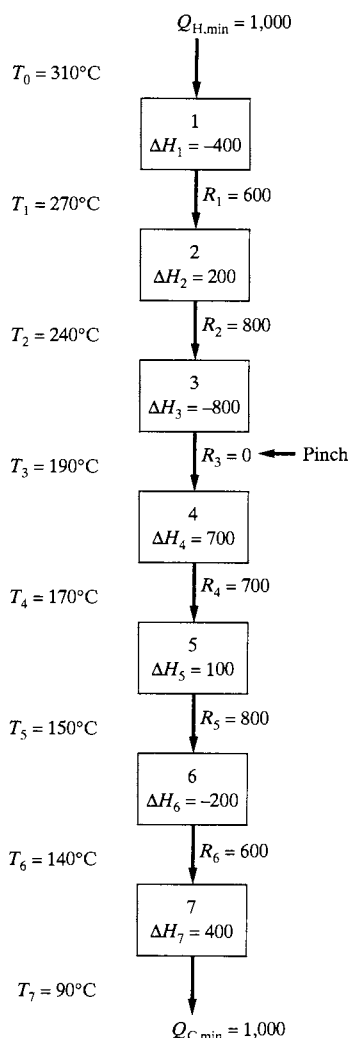 Q_H,min = 1,000
T_0 = 310°C
1
ΔH_1 = –400
T_1 = 270°C
R_1 = 600
2
ΔH_2 = 200
T_2 = 240°C
R_2 = 800
3
ΔH_3 = –800
T_3 = 190°C
R_3 = 0
Pinch
4
ΔH_4 = 700
T_4 = 170°C
R_4 = 700
5
ΔH_5 = 100
T_5 = 150°C
R_5 = 800
6
ΔH_6 = –200
T_6 = 140°C
R_6 = 600
7
ΔH_7 = 400
T_7 = 90°C
Q_C,min = 1,000